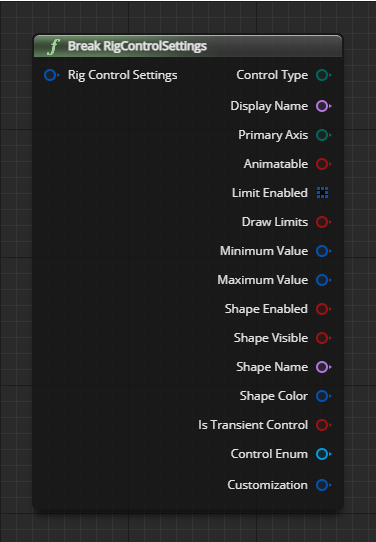 f Break RigControlSettings
Rig Control Settings Control Type
Display Name
Primary Axis
Animatable
Limit Enabled
Draw Limits
Minimum Value
Maximum Value
Shape Enabled
Shape Visible
Shape Name
Shape Color
Is Transient Control
Control Enum
Customization